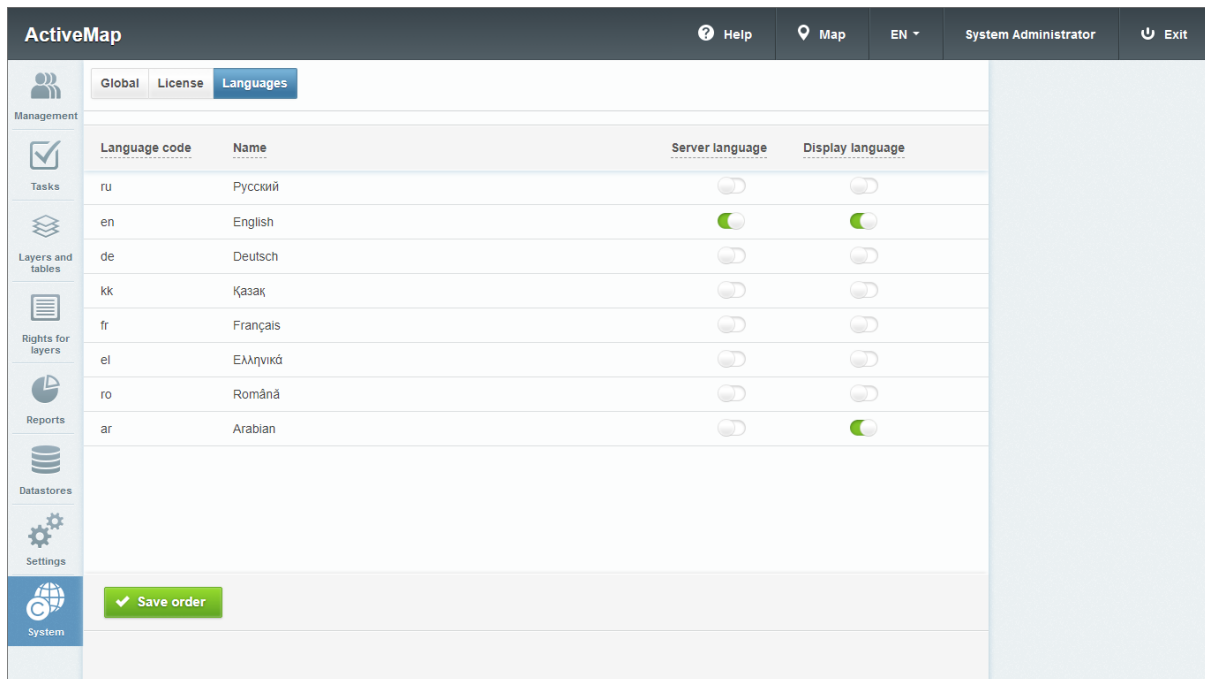 ActiveMap Help Map EN System Administrator Exit
Management
Tasks
Layers and
tables
Rights for
layers
Reports
Datastores
Settings
System
Global License Languages
Language code Name Server language Display language
ru Русский
en English
de Deutsch
kk Қазақ
fr Français
el Ελληνικά
ro Română
ar Arabian
Save order